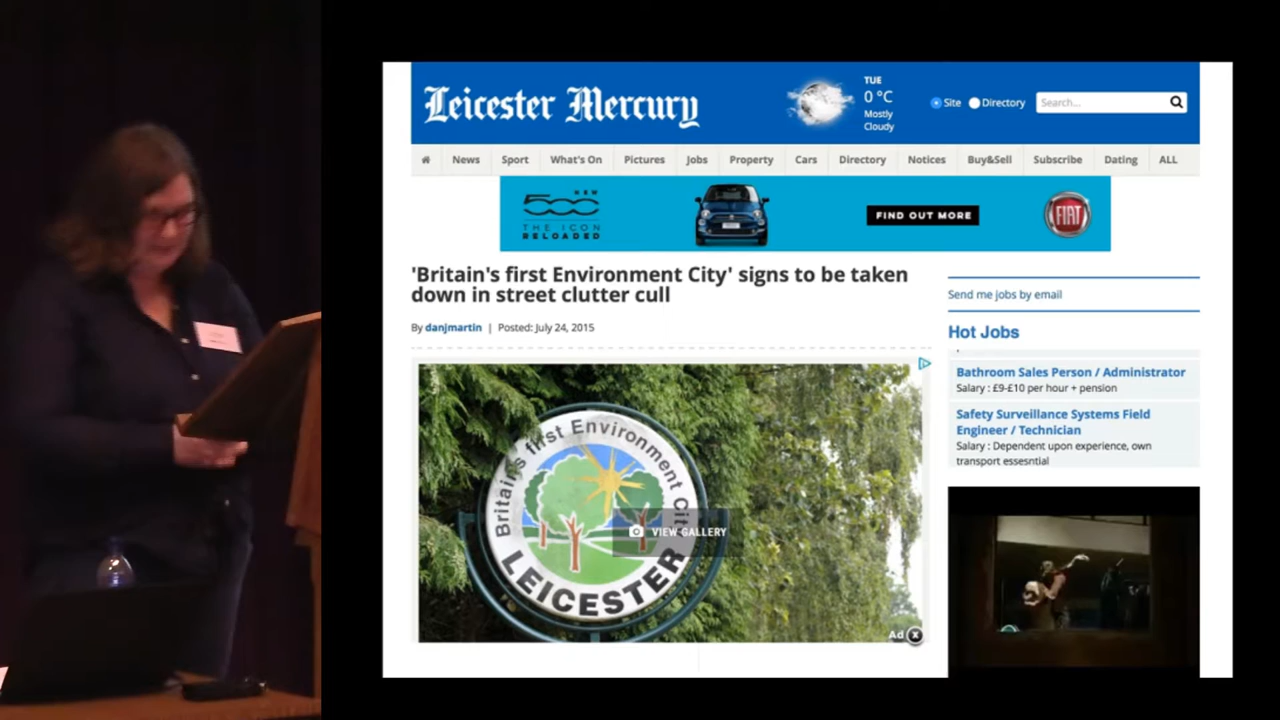 Leicester Mercury
TUE
0 °C
Mostly
Cloudy
Site
Directory
Search...
News
Sport
What's On
Pictures
Jobs
Property
Cars
Directory
Notices
Buy&Sell
Subscribe
Dating
ALL
NEW
500
THE ICON
RELOADED
FIND OUT MORE
FIAT
'Britain's first Environment City' signs to be taken
down in street clutter cull
By danjmartin | Posted: July 24, 2015
Britain's first Environment City
LEICESTER
VIEW GALLERY
Ad
Send me jobs by email
Hot Jobs
Bathroom Sales Person / Administrator
Salary : £9-£10 per hour + pension
Safety Surveillance Systems Field
Engineer / Technician
Salary : Dependent upon experience, own
transport essesntial